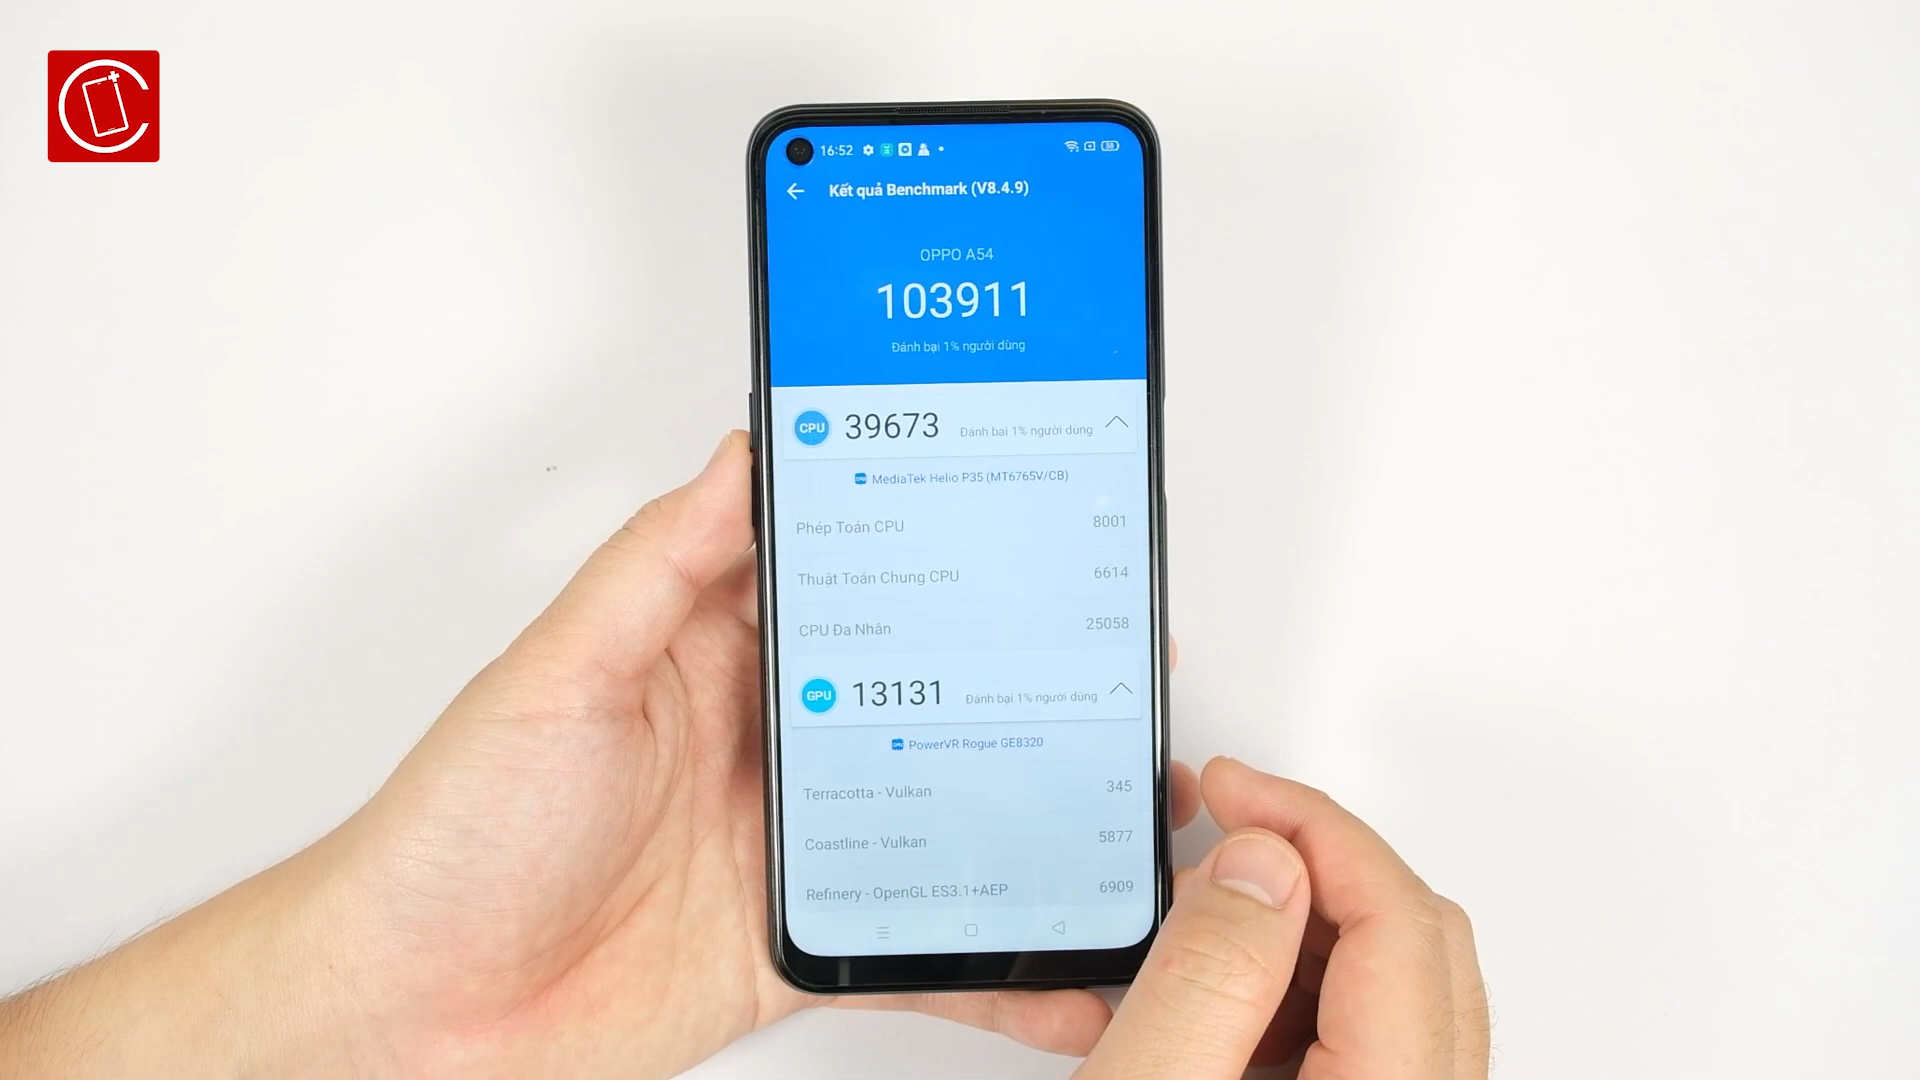 16:52
Kết quả Benchmark (V8.4.9)
OPPO A54
103911
Đánh bại 1% người dùng
CPU 39673 Đánh bại 1% người dùng
MediaTek Helio P35 (MT6765V/CB)
Phép Toán CPU 8001
Thuật Toán Chung CPU 6614
CPU Đa Nhân 25058
GPU 13131 Đánh bại 1% người dùng
PowerVR Rogue GE8320
Terracotta - Vulkan 345
Coastline - Vulkan 5877
Refinery - OpenGL ES3.1+AEP 6909